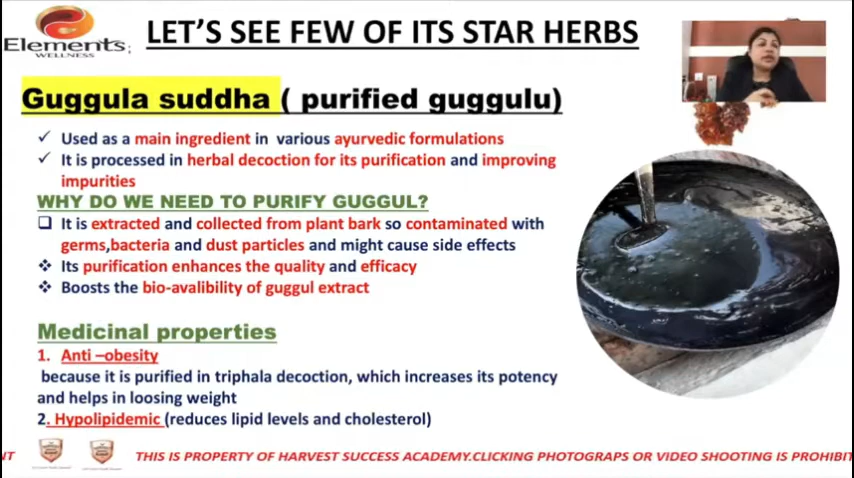 Elements;
WELLNESS
LET'S SEE FEW OF ITS STAR HERBS
Guggula suddha ( purified guggulu)
✓ Used as a main ingredient in various ayurvedic formulations
✓ It is processed in herbal decoction for its purification and improving
impurities
WHY DO WE NEED TO PURIFY GUGGUL?
❑ It is extracted and collected from plant bark so contaminated with
germs,bacteria and dust particles and might cause side effects
❖ Its purification enhances the quality and efficacy
❖ Boosts the bio-avalibility of guggul extract
Medicinal properties
1. Anti –obesity
because it is purified in triphala decoction, which increases its potency
and helps in loosing weight
2. Hypolipidemic (reduces lipid levels and cholesterol)
NT THIS IS PROPERTY OF HARVEST SUCCESS ACADEMY.CLICKING PHOTOGRAPS OR VIDEO SHOOTING IS PROHIBIT